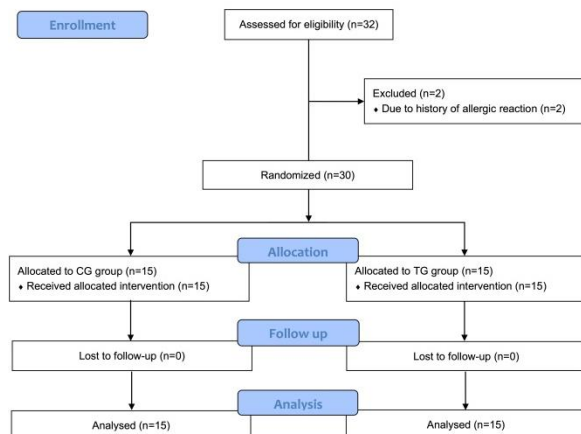 Enrollment
Assessed for eligibility (n=32)
Excluded (n=2)
♦ Due to history of allergic reaction (n=2)
Randomized (n=30)
Allocation
Allocated to CG group (n=15)
♦ Received allocated intervention (n=15)
Allocated to TG group (n=15)
♦ Received allocated intervention (n=15)
Follow up
Lost to follow-up (n=0)
Lost to follow-up (n=0)
Analysis
Analysed (n=15)
Analysed (n=15)